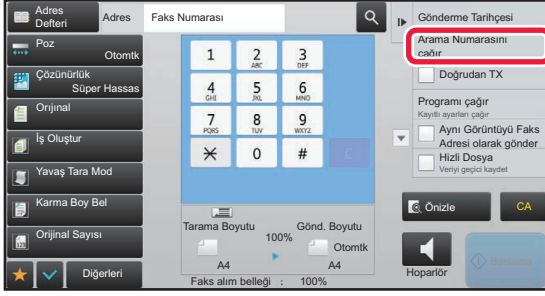 Adres
Defteri
Adres
Faks Numarası
Poz
Otomtk
Çözünürlük
Süper Hassas
Orıjınal
İş Oluştur
Yavaş Tara Mod
Karma Boy Bel
Orijinal Sayısı
Diğerleri
1
2
ABC
3
DEF
4
GHI
5
JKL
6
MNO
7
PQRS
8
TUV
9
WXYZ
0
#
C
Tarama Boyutu
100%
Gönd. Boyutu
Otomtk
A4
A4
Faks alım belleği : 100%
Gönderme Tarihçesi
Arama Numarasını
çağır
Doğrudan TX
Programı çağır
Kayıtlı ayarları çağır
Aynı Görüntüyü Faks
Adresi olarak gönder
Hizli Dosya
Veriyi geçici kaydet
Önizle
CA
Hoparlör